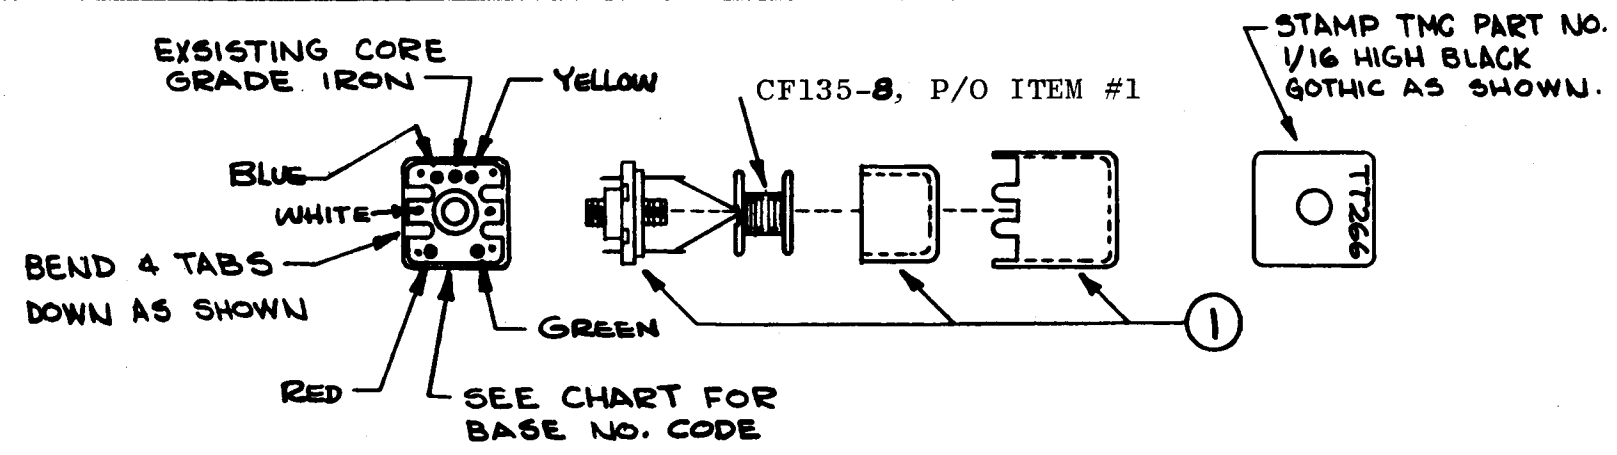 EXSISTING CORE
GRADE IRON
YELLOW
CF135-8, P/O ITEM #1
STAMP TMC PART NO.
1/16 HIGH BLACK
GOTHIC AS SHOWN.
BLUE
WHITE
TT266
BEND 4 TABS
DOWN AS SHOWN
GREEN
1
RED
SEE CHART FOR
BASE NO. CODE